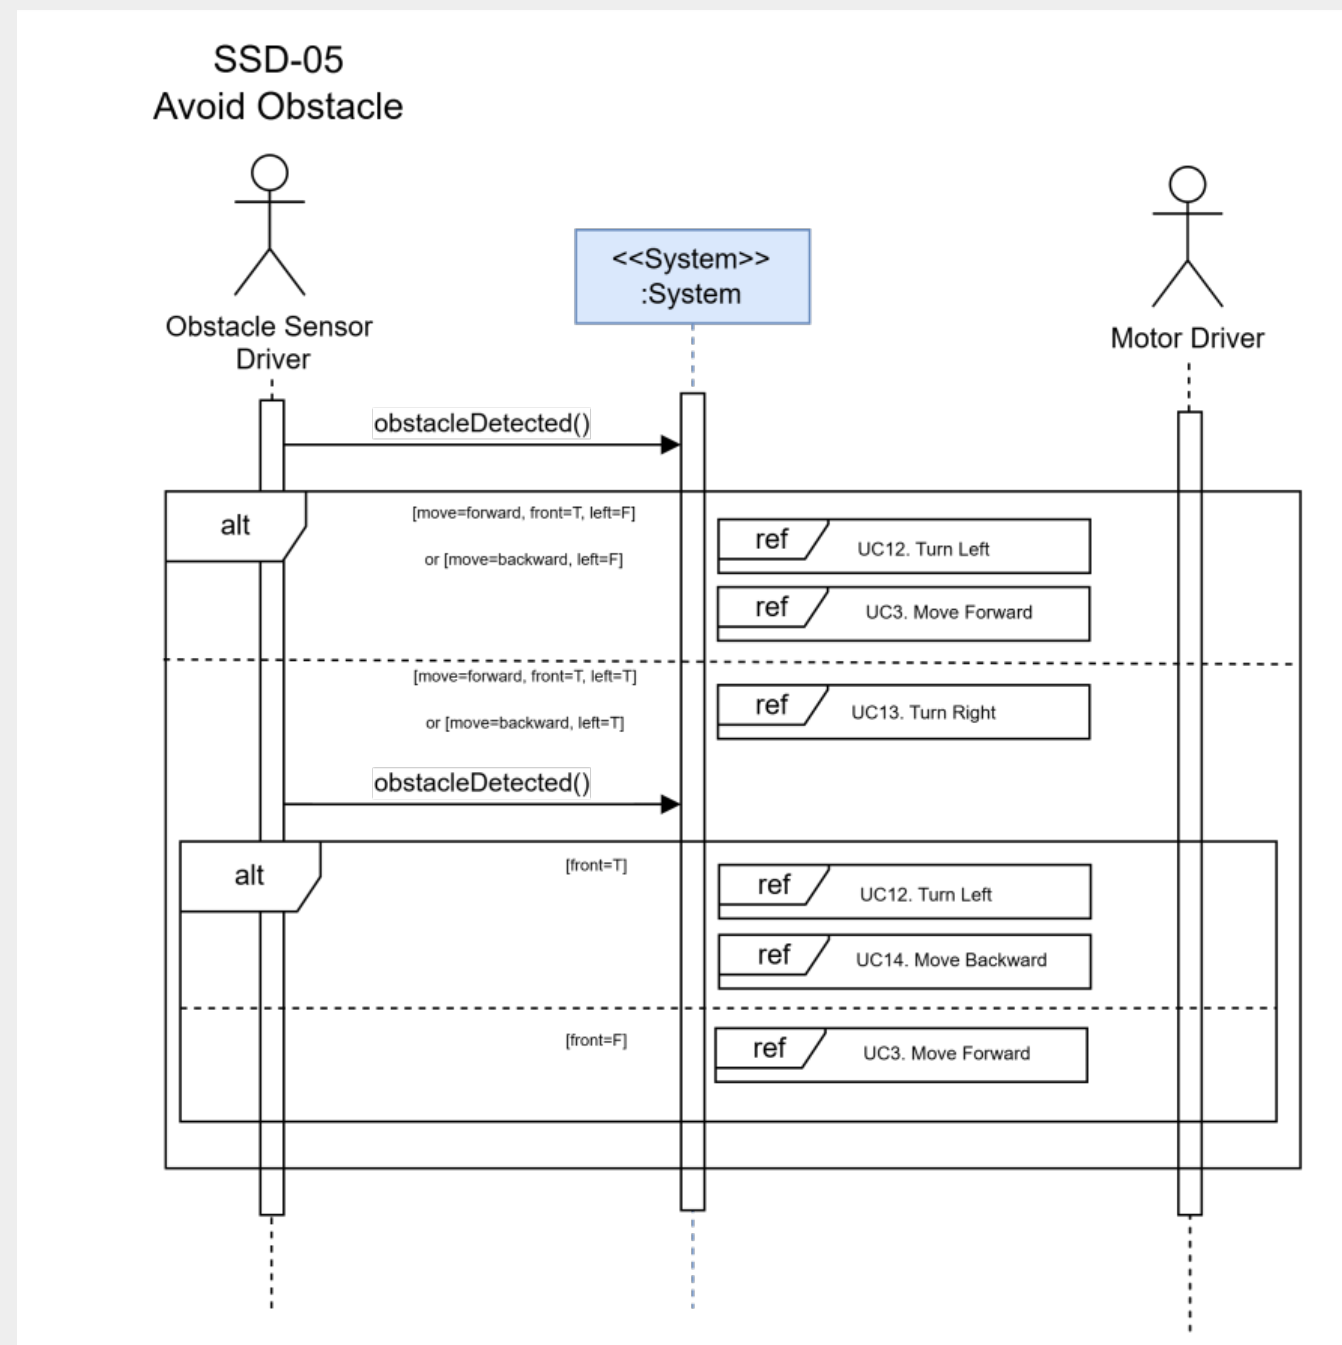 SSD-05
Avoid Obstacle
<<System>>
:System
Obstacle Sensor
Driver
Motor Driver
obstacleDetected()
alt
[move=forward, front=T, left=F]
or [move=backward, left=F]
ref
UC12. Turn Left
ref
UC3. Move Forward
[move=forward, front=T, left=T]
or [move=backward, left=T]
ref
UC13. Turn Right
obstacleDetected()
alt
[front=T]
ref
UC12. Turn Left
ref
UC14. Move Backward
[front=F]
ref
UC3. Move Forward